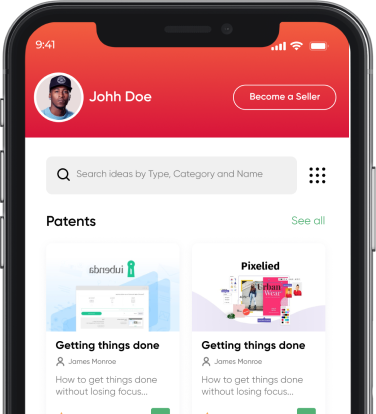 9:41
Johh Doe
Become a Seller
Search ideas by Type, Category and Name
Patents
See all
iubenda
Pixelied
Urban
Wear
Getting things done
James Monroe
How to get things done
without losing focus...
Getting things done
James Monroe
How to get things done
without losing focus...